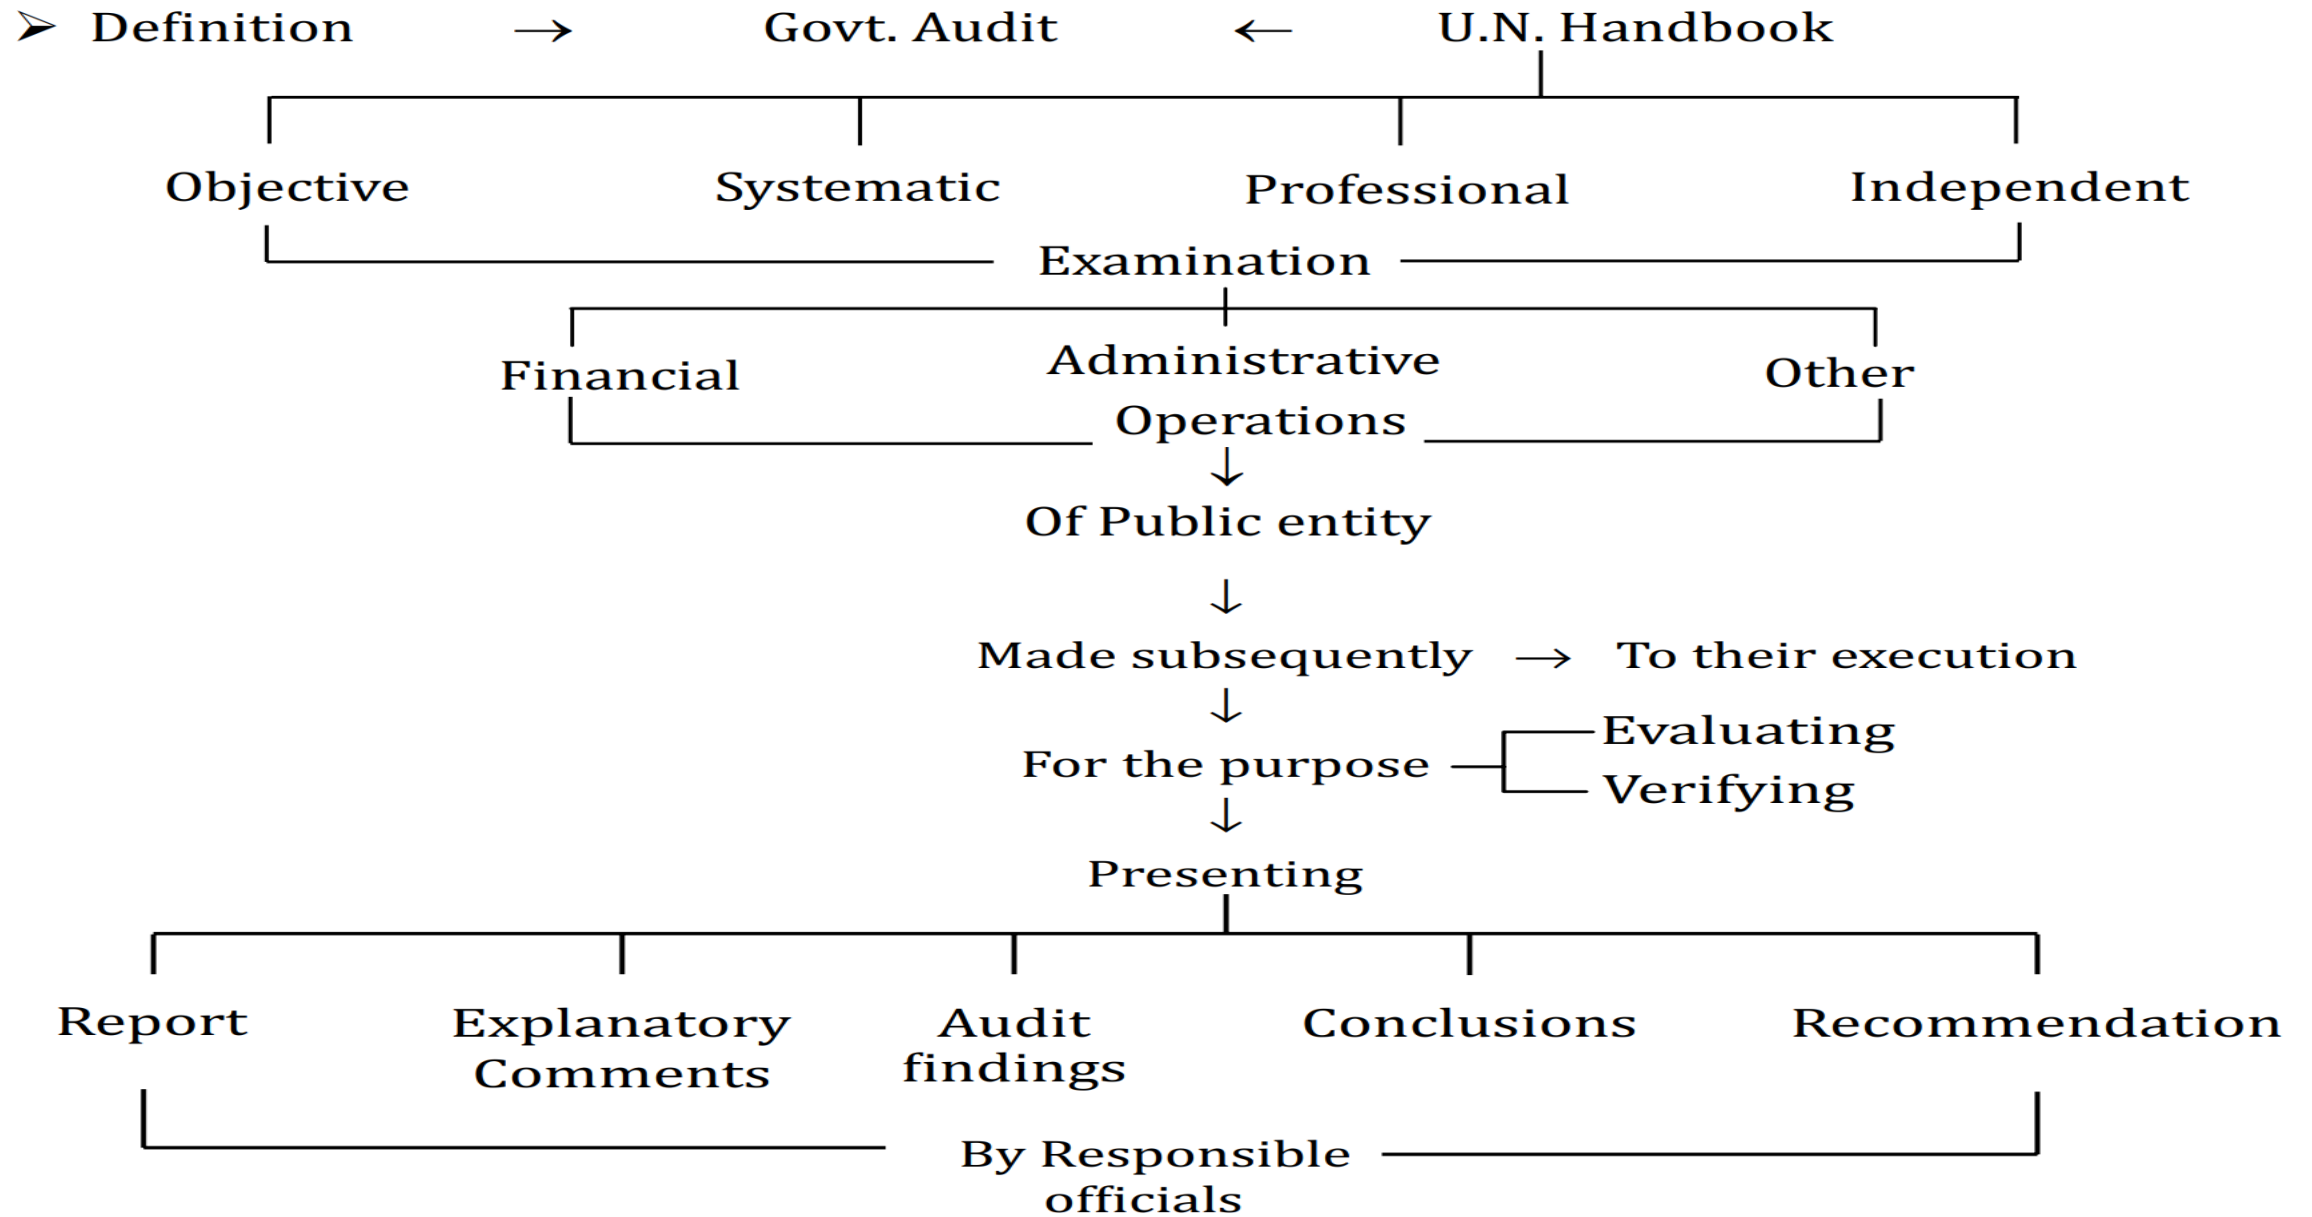 ➢ Definition → Govt. Audit ← U.N. Handbook
Objective Systematic Professional Independent
Examination
Financial Administrative Other
Operations
↓
Of Public entity
↓
Made subsequently → To their execution
↓
Evaluating
For the purpose
Verifying
↓
Presenting
Report Explanatory Audit Conclusions Recommendation
Comments findings
By Responsible
officials